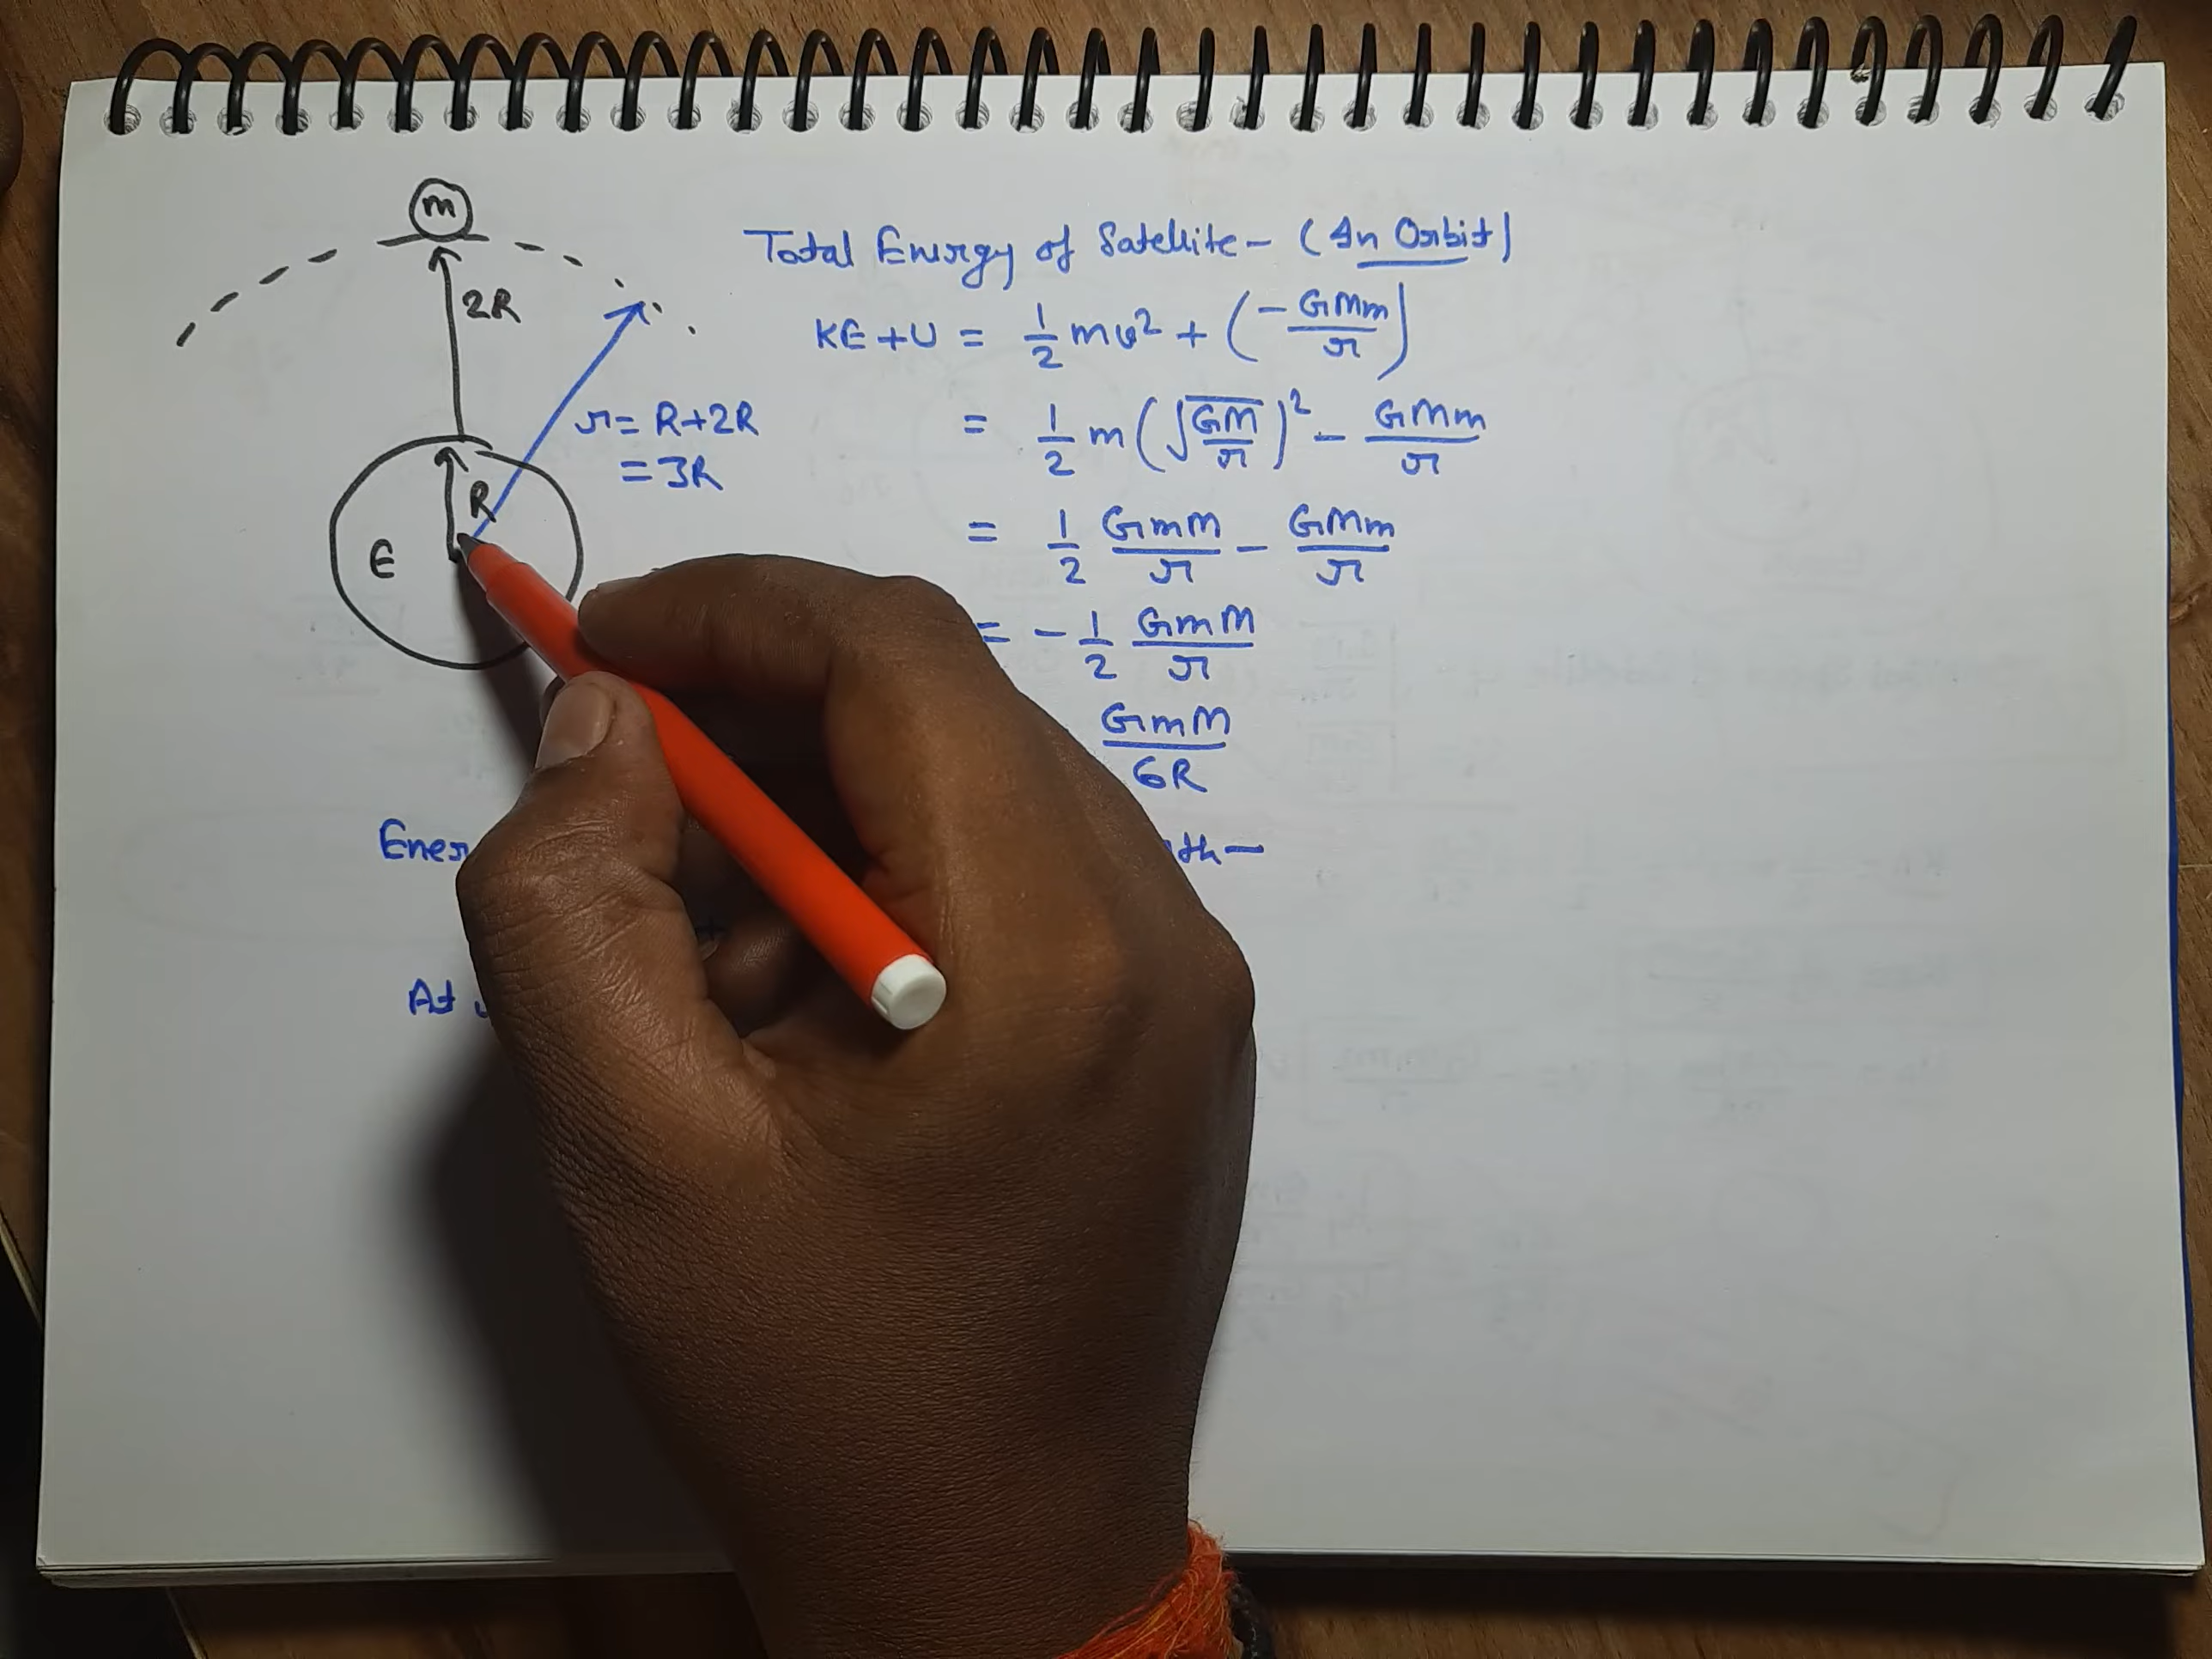 m
2R
r = R+2R
= 3R
R
E
Total Energy of Satellite – (In Orbit)
KE + U = 1/2 mv² + (-GMm/r)
= 1/2 m (√(GM/r))² - GMm/r
= 1/2 GmM/r - GMm/r
= - 1/2 GmM/r
GmM/6R
+
At